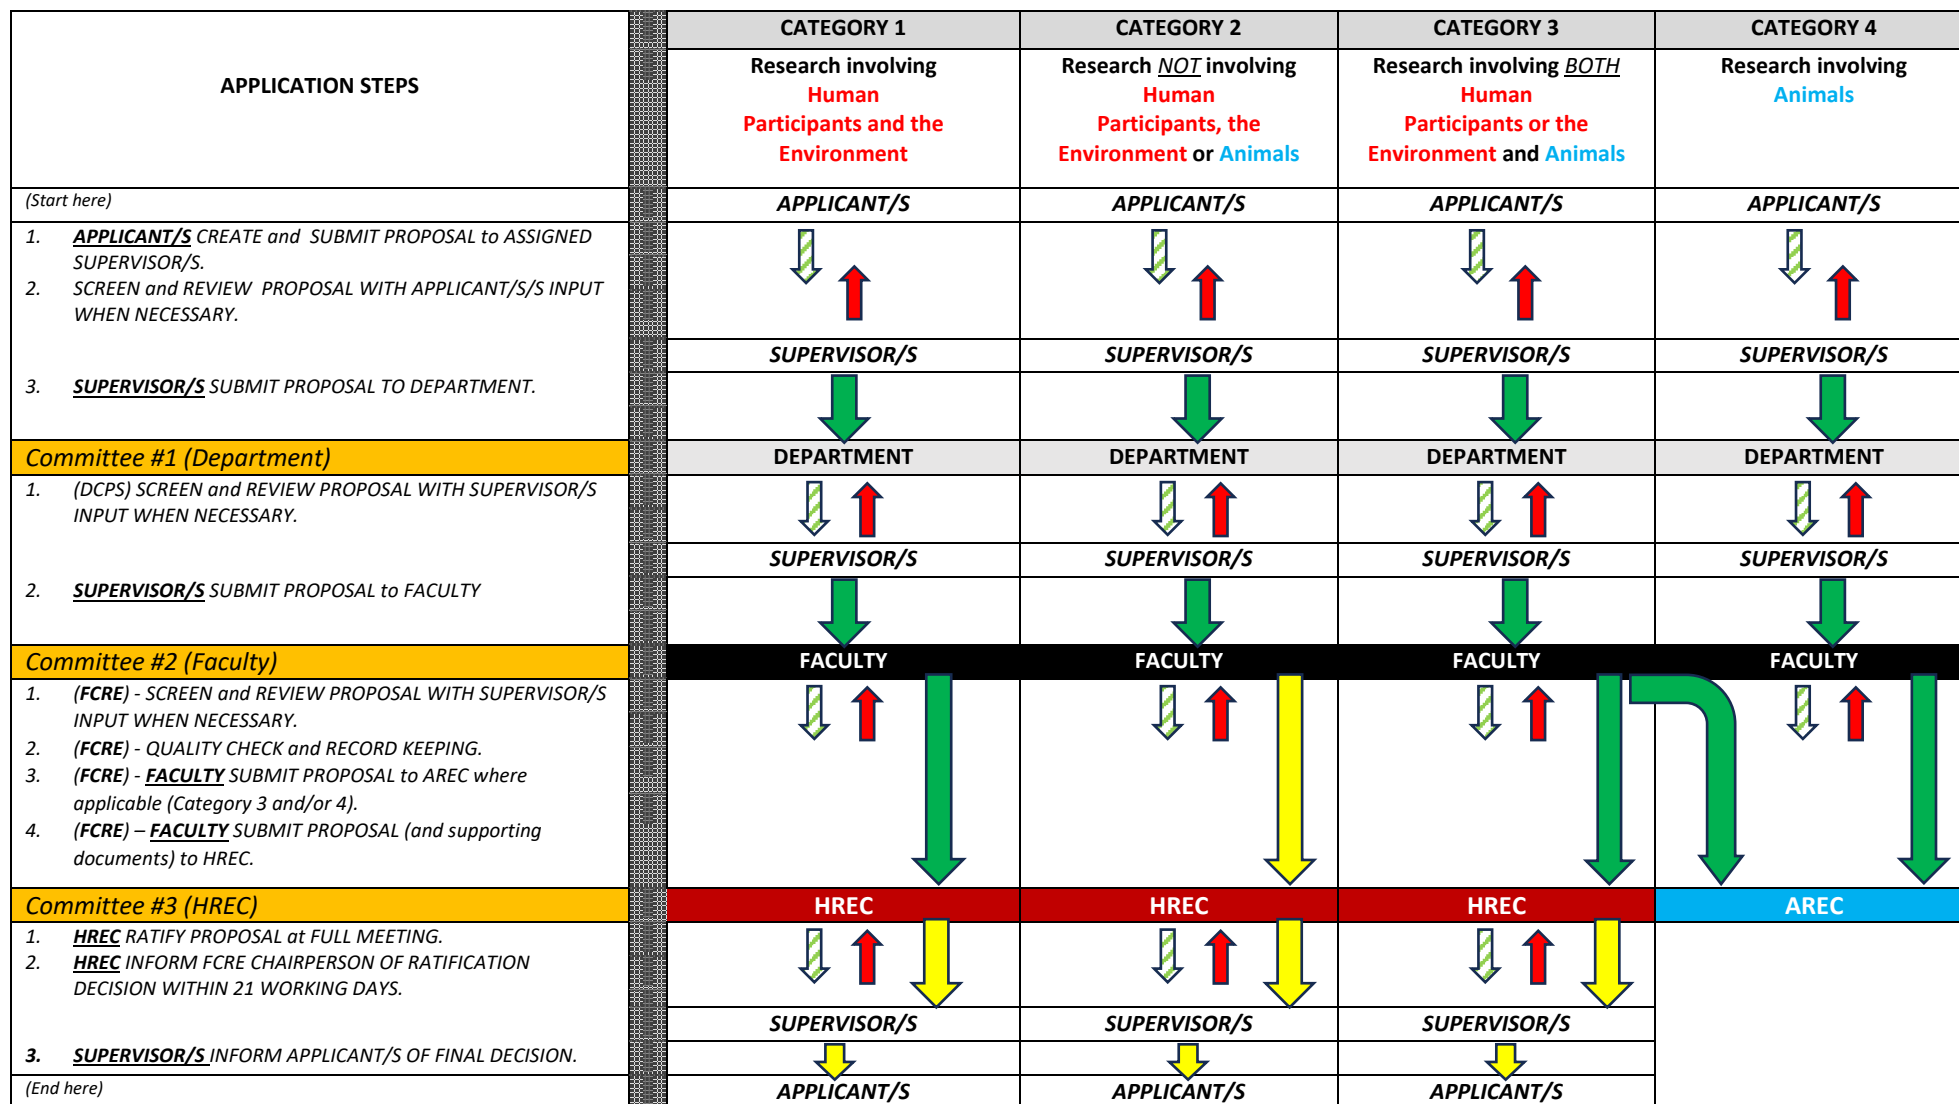 APPLICATION STEPS
CATEGORY 1
CATEGORY 2
CATEGORY 3
CATEGORY 4
Research involving
Human
Participants and the
Environment
Research NOT involving
Human
Participants, the
Environment or Animals
Research involving BOTH
Human
Participants or the
Environment and Animals
Research involving
Animals
(Start here)
APPLICANT/S
APPLICANT/S
APPLICANT/S
APPLICANT/S
1. APPLICANT/S CREATE and SUBMIT PROPOSAL to ASSIGNED
SUPERVISOR/S.
2. SCREEN and REVIEW PROPOSAL WITH APPLICANT/S/S INPUT
WHEN NECESSARY.
SUPERVISOR/S
SUPERVISOR/S
SUPERVISOR/S
SUPERVISOR/S
3. SUPERVISOR/S SUBMIT PROPOSAL TO DEPARTMENT.
Committee #1 (Department)
DEPARTMENT
DEPARTMENT
DEPARTMENT
DEPARTMENT
1. (DCPS) SCREEN and REVIEW PROPOSAL WITH SUPERVISOR/S
INPUT WHEN NECESSARY.
SUPERVISOR/S
SUPERVISOR/S
SUPERVISOR/S
SUPERVISOR/S
2. SUPERVISOR/S SUBMIT PROPOSAL to FACULTY
Committee #2 (Faculty)
FACULTY
FACULTY
FACULTY
FACULTY
1. (FCRE) - SCREEN and REVIEW PROPOSAL WITH SUPERVISOR/S
INPUT WHEN NECESSARY.
2. (FCRE) - QUALITY CHECK and RECORD KEEPING.
3. (FCRE) - FACULTY SUBMIT PROPOSAL to AREC where
applicable (Category 3 and/or 4).
4. (FCRE) – FACULTY SUBMIT PROPOSAL (and supporting
documents) to HREC.
Committee #3 (HREC)
HREC
HREC
HREC
AREC
1. HREC RATIFY PROPOSAL at FULL MEETING.
2. HREC INFORM FCRE CHAIRPERSON OF RATIFICATION
DECISION WITHIN 21 WORKING DAYS.
SUPERVISOR/S
SUPERVISOR/S
SUPERVISOR/S
3. SUPERVISOR/S INFORM APPLICANT/S OF FINAL DECISION.
(End here)
APPLICANT/S
APPLICANT/S
APPLICANT/S